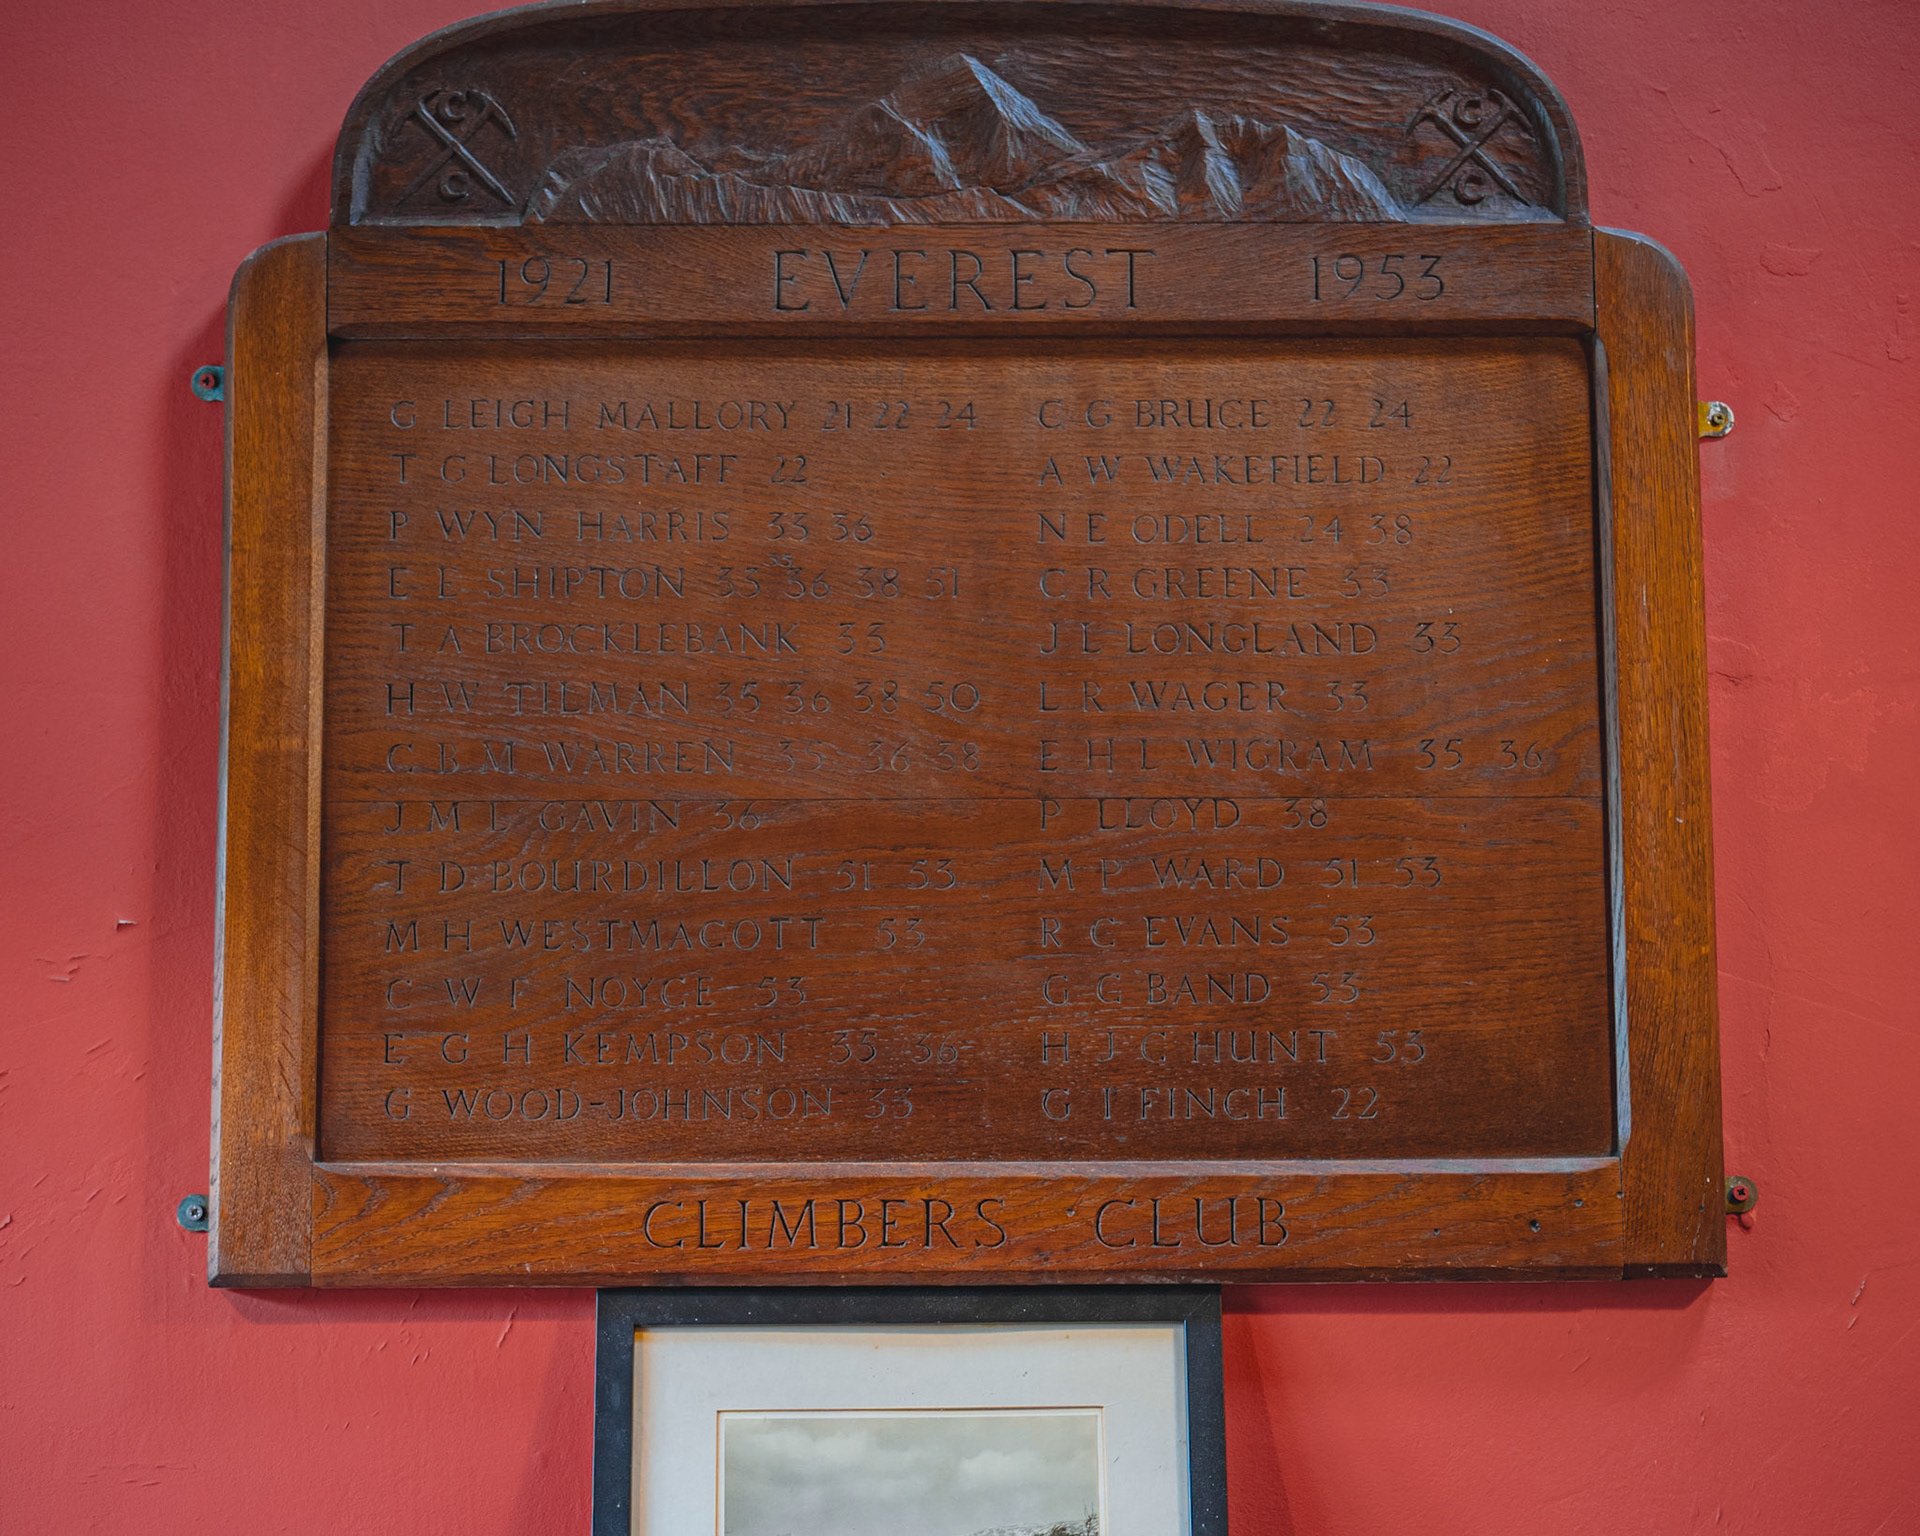 C C
C C
1921 EVEREST 1953
G LEIGH MALLORY 21 22 24 C G BRUCE 22 24
T G LONGSTAFF 22 A W WAKEFIELD 22
P WYN HARRIS 33 36 N E ODELL 24 38
E E SHIPTON 33 35 36 38 51 C R GREENE 33
T A BROCKLEBANK 33 J L LONGLAND 33
H W TILMAN 35 36 38 50 L R WAGER 33
C B M WARREN 35 36 38 E H L WIGRAM 35 36
J M L GAVIN 36 P LLOYD 38
T D BOURDILLON 51 53 M P WARD 51 53
M H WESTMACOTT 53 R C EVANS 53
C W F NOYCE 53 G C BAND 53
E G H KEMPSON 35 36 H J C HUNT 53
G WOOD-JOHNSON 33 G I FINCH 22
CLIMBERS CLUB